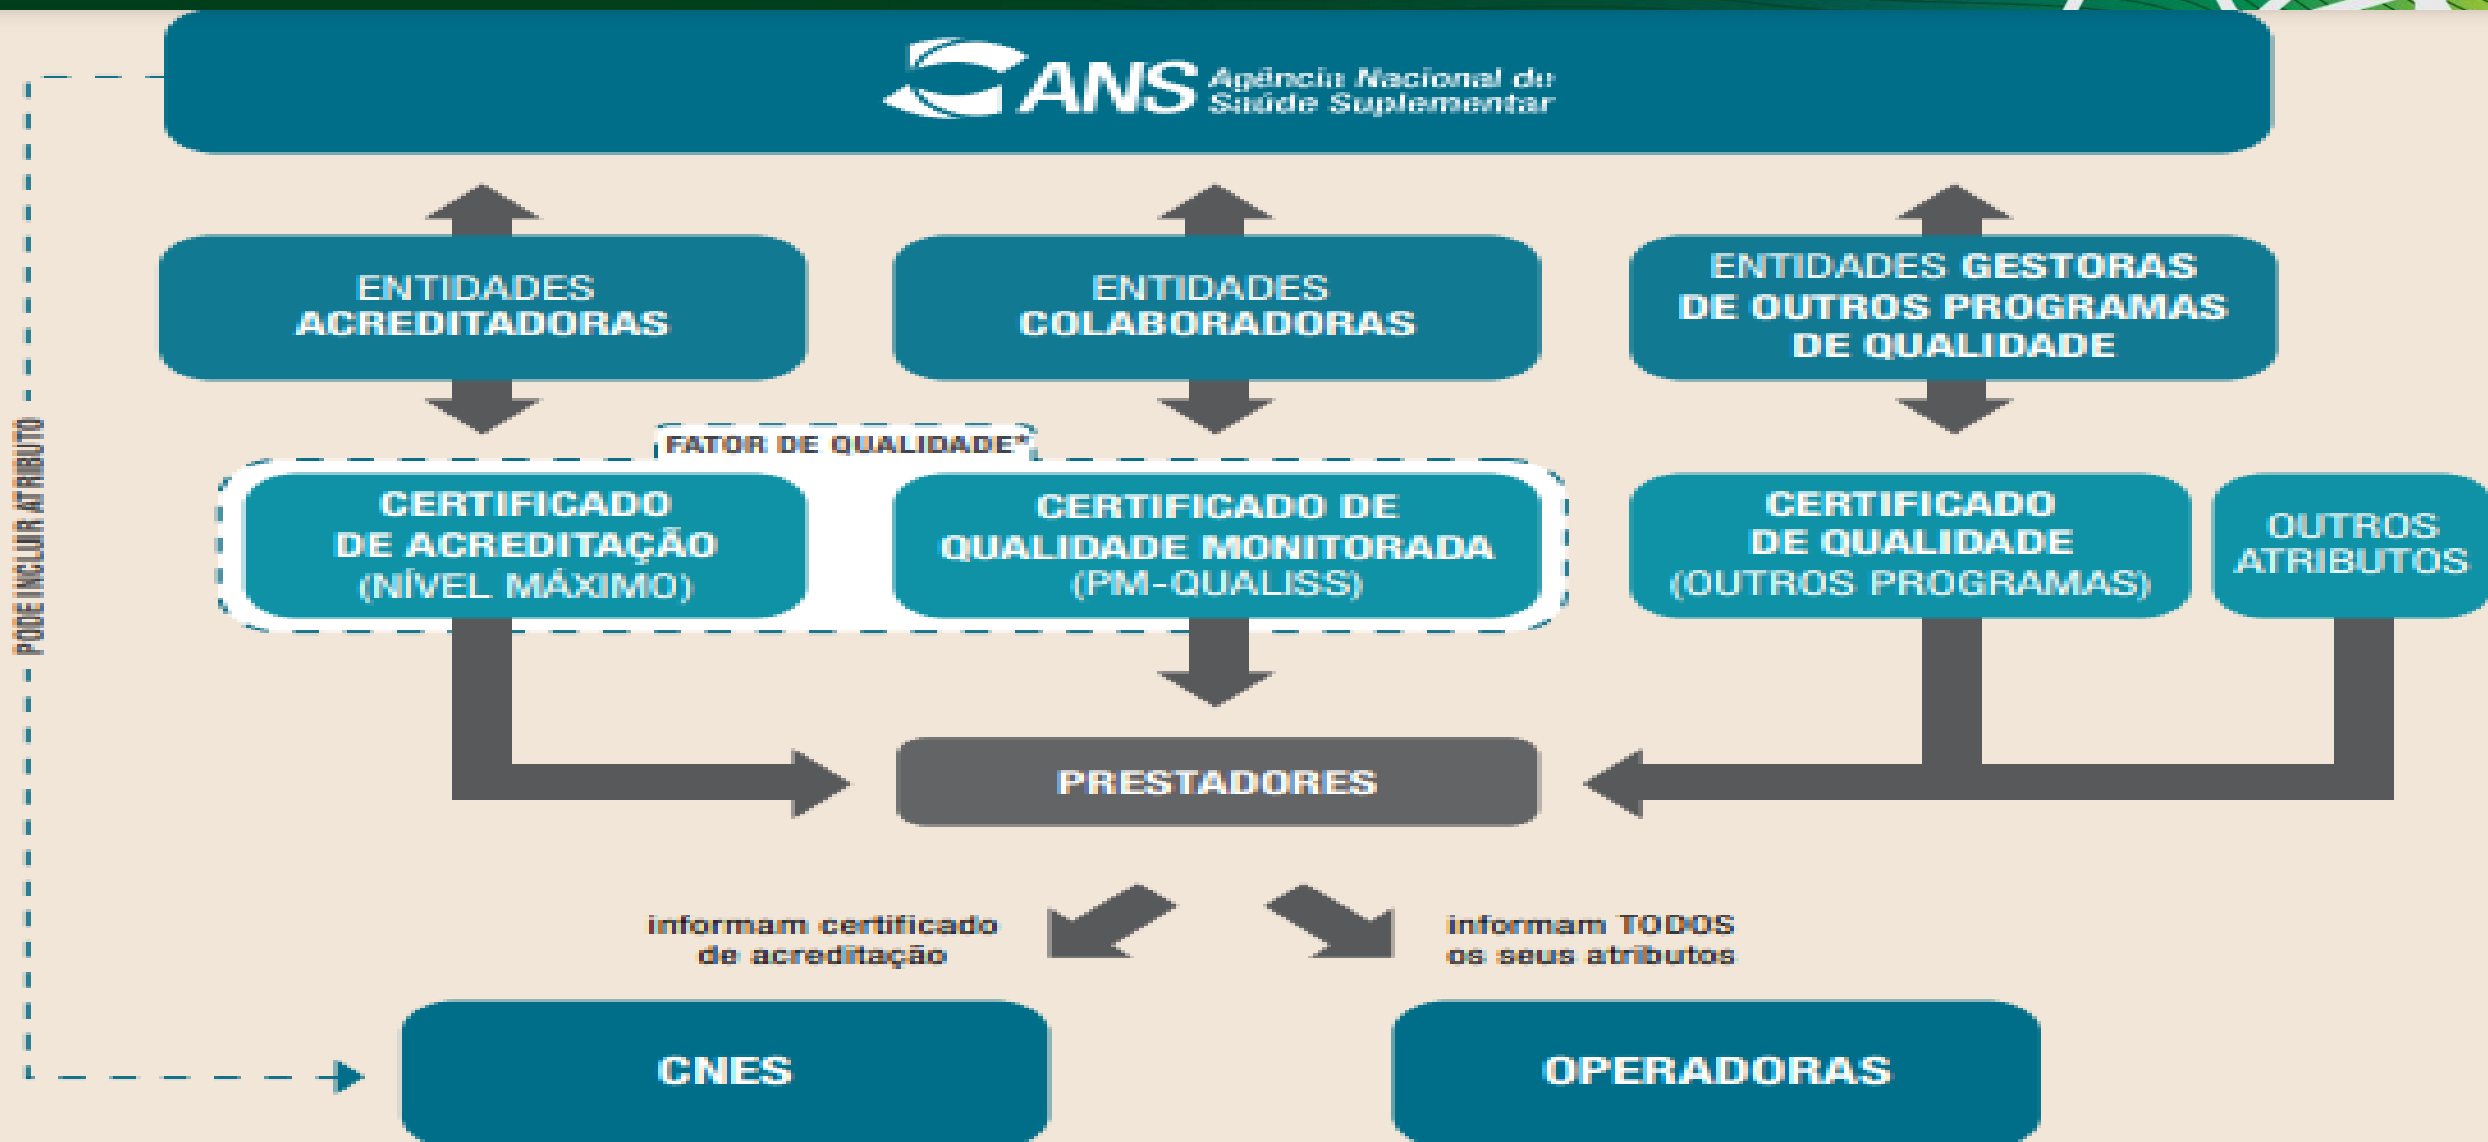 ANS Agência Nacional de
Saúde Suplementar
ENTIDADES
ACREDITADORAS
ENTIDADES
COLABORADORAS
ENTIDADES GESTORAS
DE OUTROS PROGRAMAS
DE QUALIDADE
PODE INCLUIR ATRIBUTO
FATOR DE QUALIDADE*
CERTIFICADO
DE ACREDITAÇÃO
(NÍVEL MÁXIMO)
CERTIFICADO DE
QUALIDADE MONITORADA
(PM-QUALISS)
CERTIFICADO
DE QUALIDADE
(OUTROS PROGRAMAS)
OUTROS
ATRIBUTOS
PRESTADORES
informam certificado
de acreditação
informam TODOS
os seus atributos
CNES
OPERADORAS